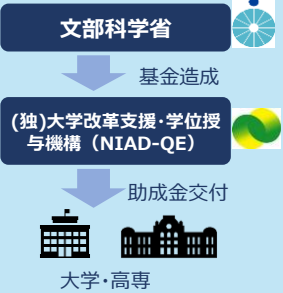 文部科学省
基金造成
(独)大学改革支援・学位授
与機構（NIAD-QE）
助成金交付
大学・高専